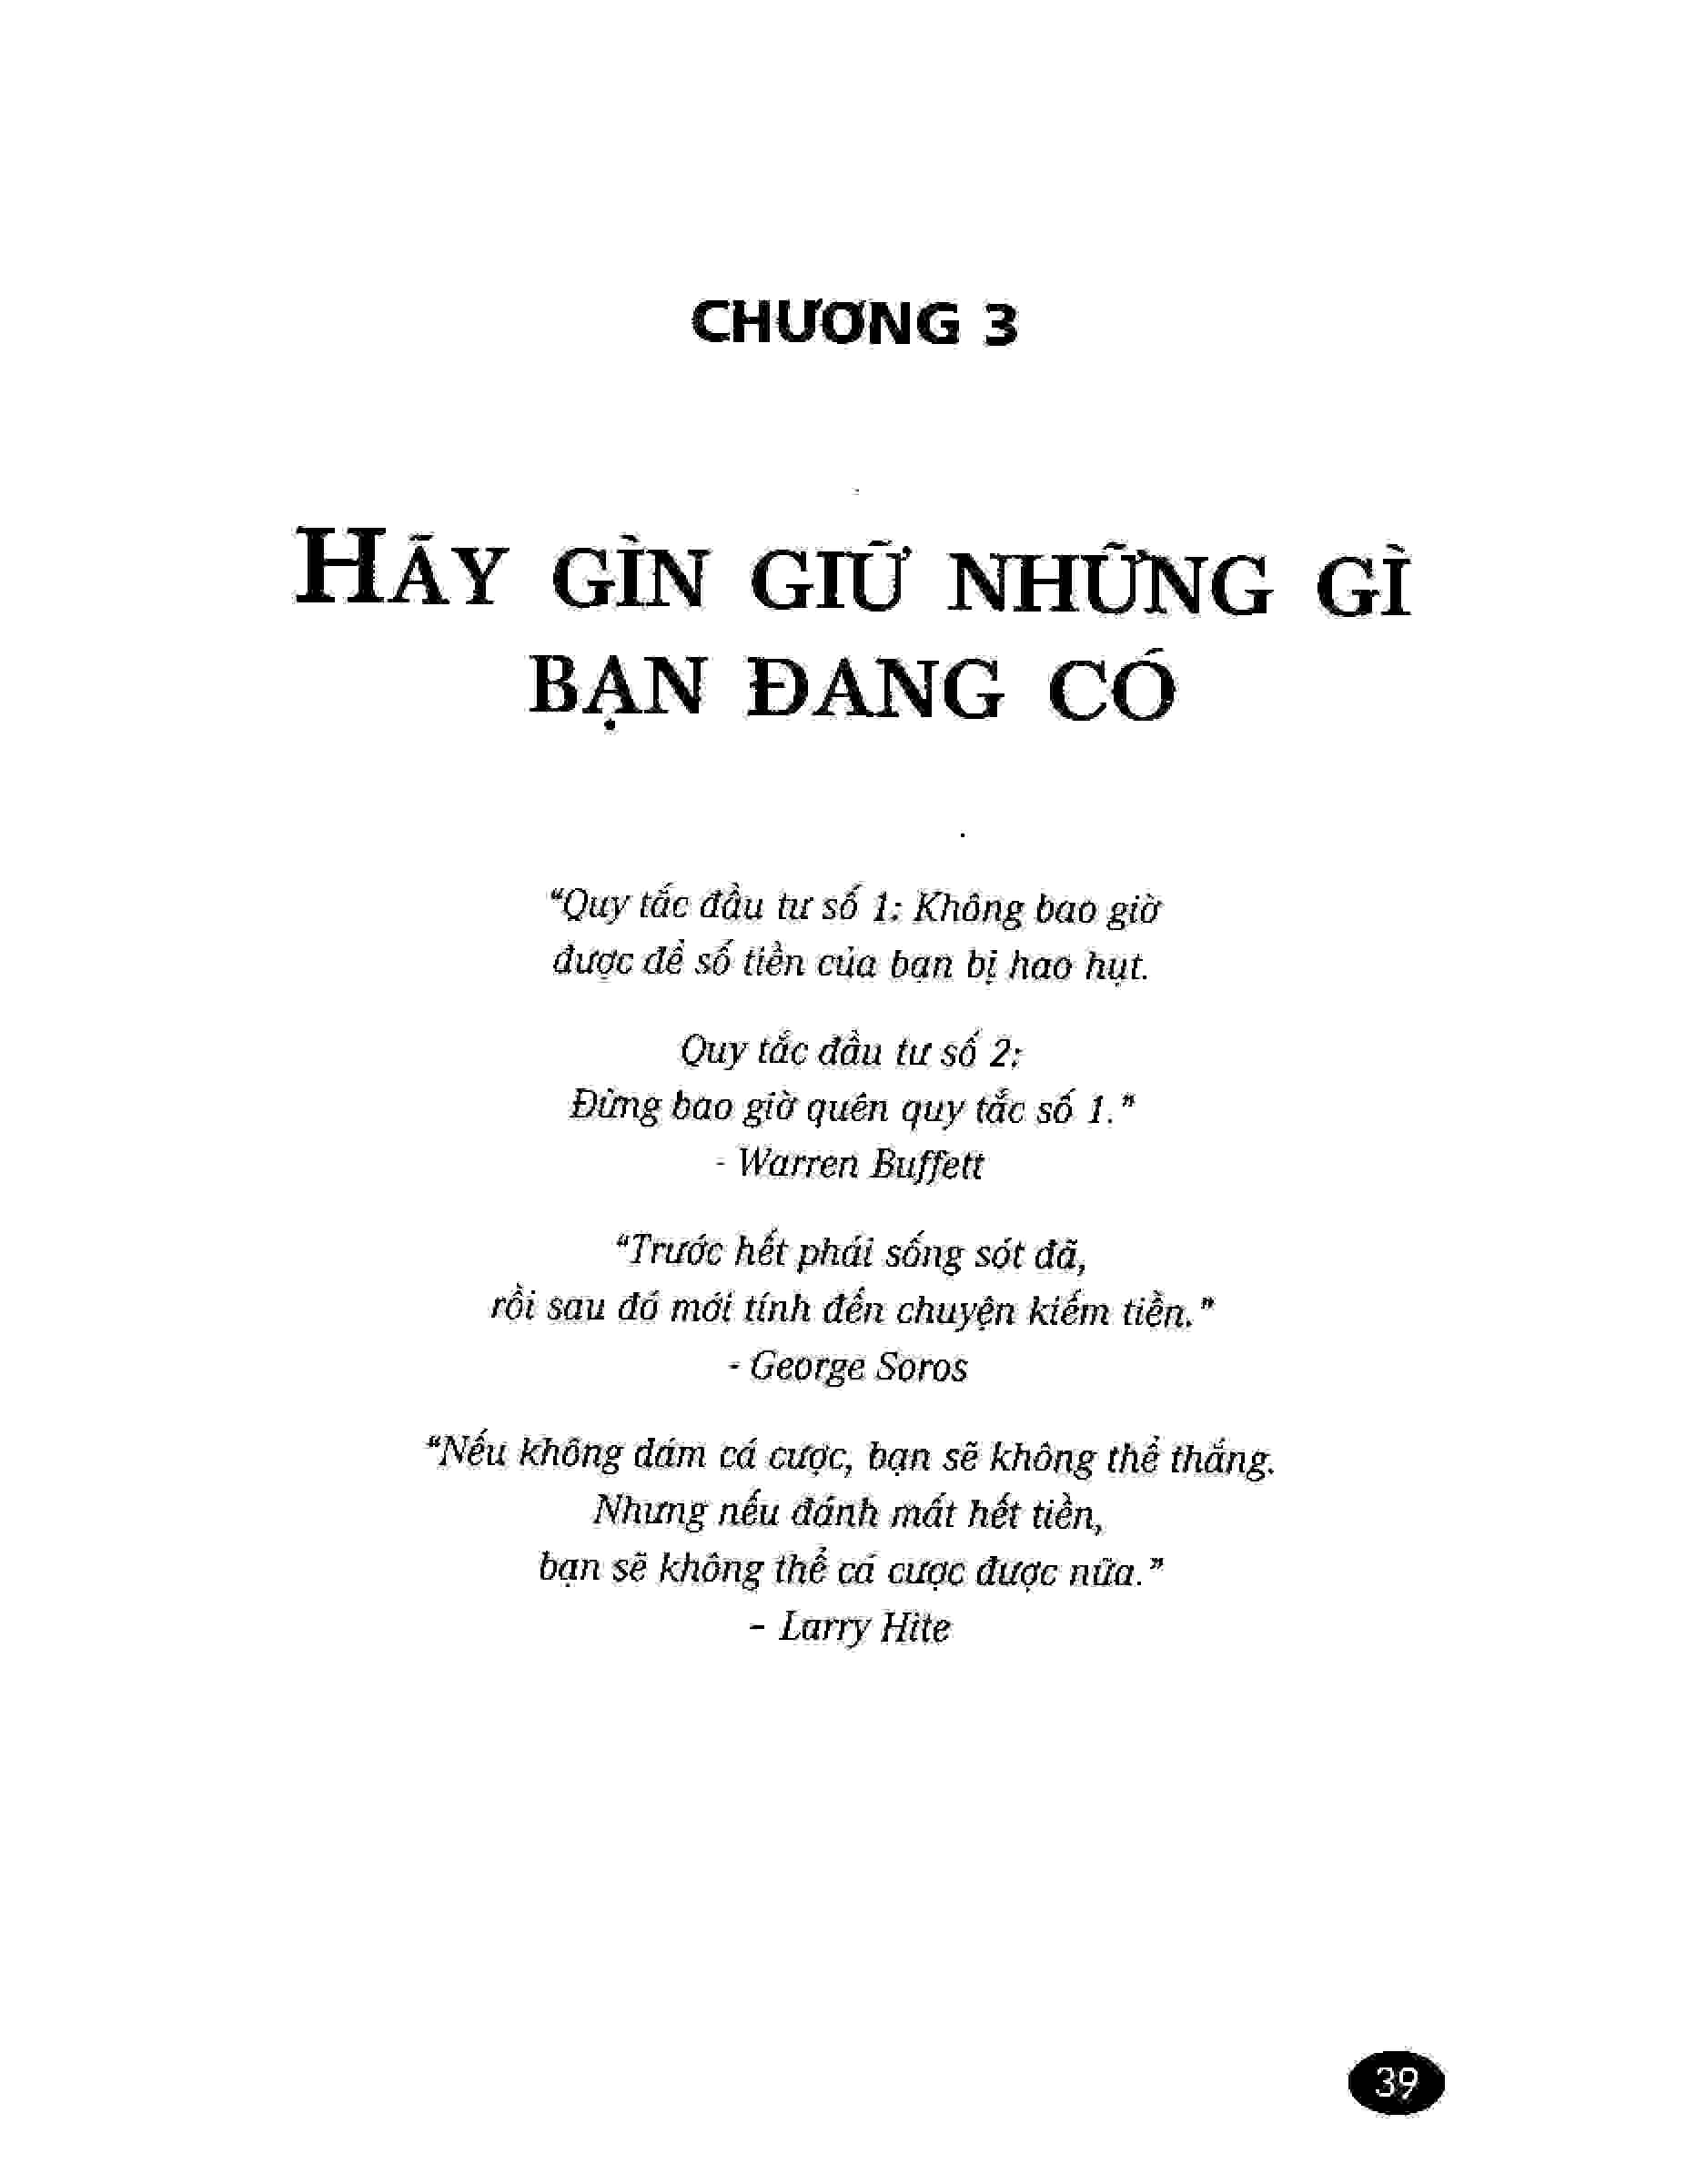 CHƯƠNG 3
HÃY GÌN GIỮ NHỮNG GÌ
BẠN ĐANG CÓ
“Quy tắc đầu tư số 1: Không bao giờ
được để số tiền của bạn bị hao hụt.
Quy tắc đầu tư số 2:
Đừng bao giờ quên quy tắc số 1.”
- Warren Buffett
“Trước hết phải sống sót đã,
rồi sau đó mới tính đến chuyện kiếm tiền.”
- George Soros
“Nếu không dám cá cược, bạn sẽ không thể thắng.
Nhưng nếu đánh mất hết tiền,
bạn sẽ không thể cá cược được nữa.”
– Larry Hite
39